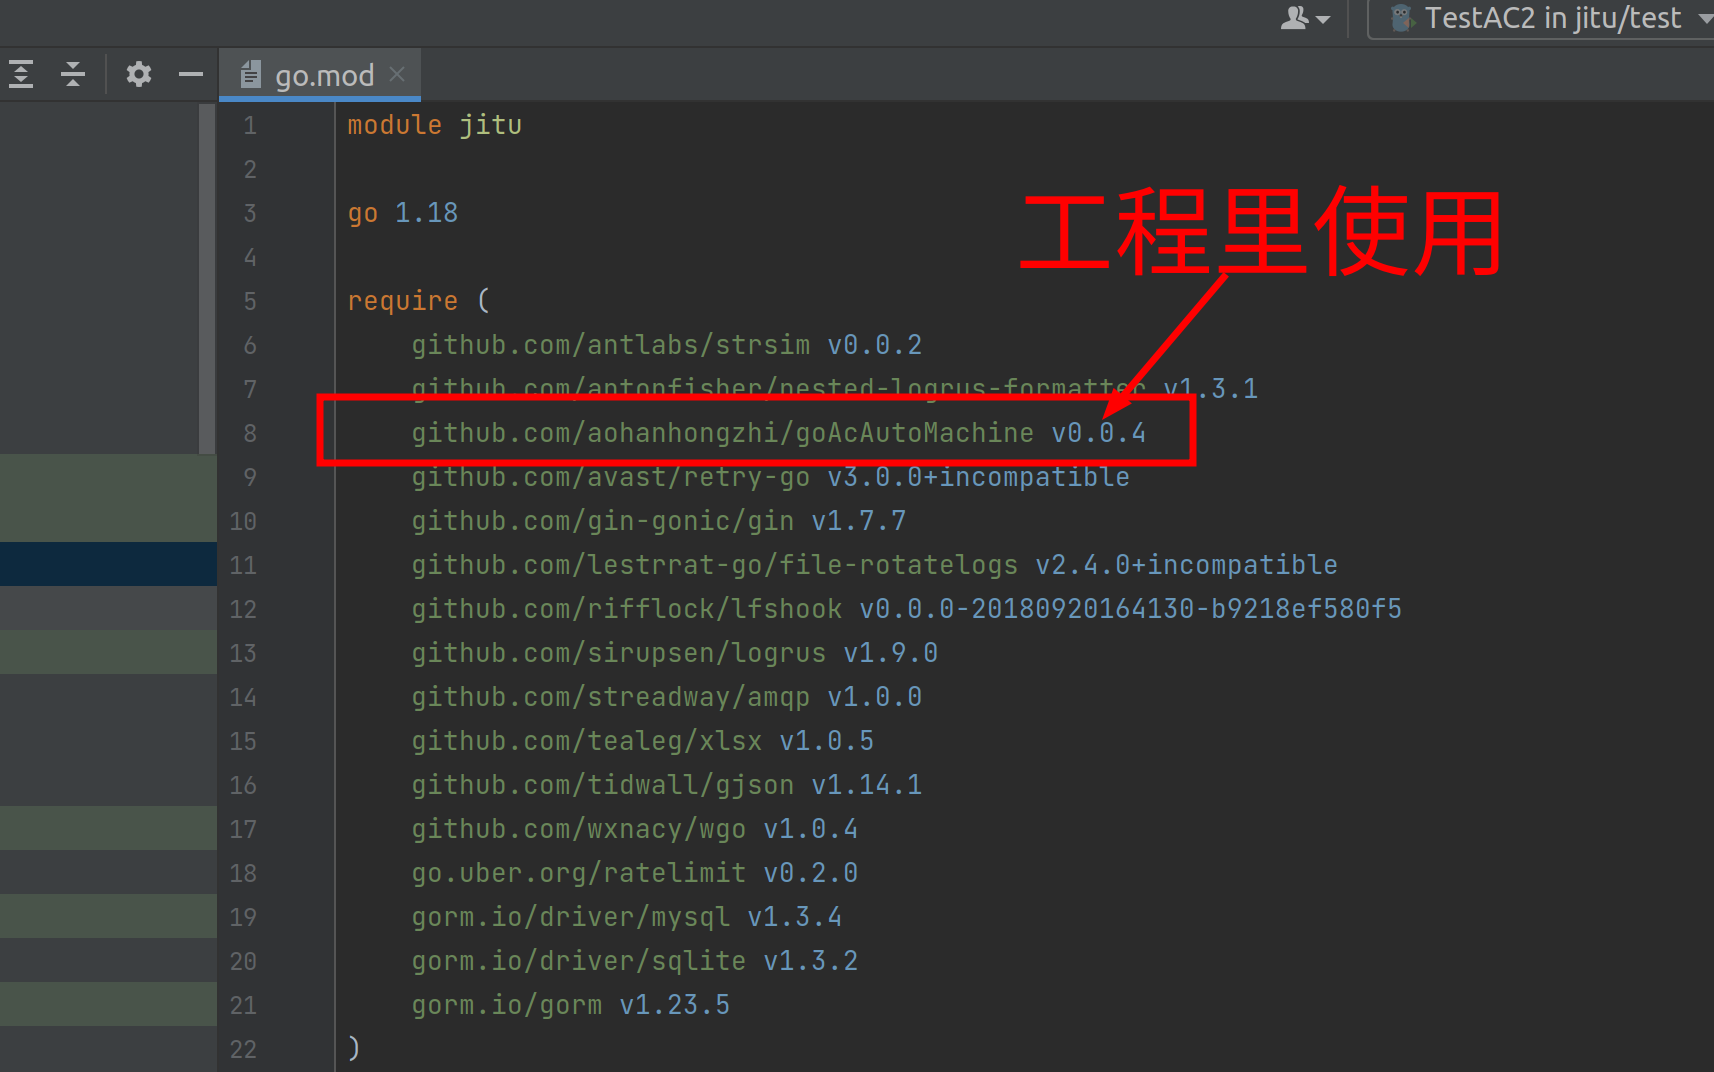 TestAC2 in jitu/test
go.mod
1 module jitu
2
3 go 1.18
4
工程里使用
5 require (
6 github.com/antlabs/strsim v0.0.2
7 github.com/antonfisher/nested-logrus-formatter v1.3.1
8 github.com/aohanhongzhi/goAcAutoMachine v0.0.4
9 github.com/avast/retry-go v3.0.0+incompatible
10 github.com/gin-gonic/gin v1.7.7
11 github.com/lestrrat-go/file-rotatelogs v2.4.0+incompatible
12 github.com/rifflock/lfshook v0.0.0-20180920164130-b9218ef580f5
13 github.com/sirupsen/logrus v1.9.0
14 github.com/streadway/amqp v1.0.0
15 github.com/tealeg/xlsx v1.0.5
16 github.com/tidwall/gjson v1.14.1
17 github.com/wxnacy/wgo v1.0.4
18 go.uber.org/ratelimit v0.2.0
19 gorm.io/driver/mysql v1.3.4
20 gorm.io/driver/sqlite v1.3.2
21 gorm.io/gorm v1.23.5
22 )